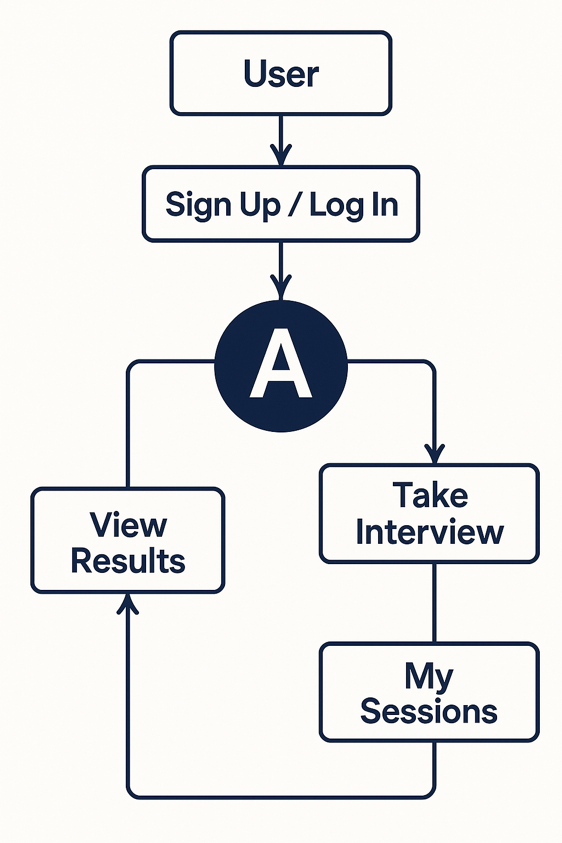 User
Sign Up / Log In
A
Take
Interview
View
Results
My
Sessions